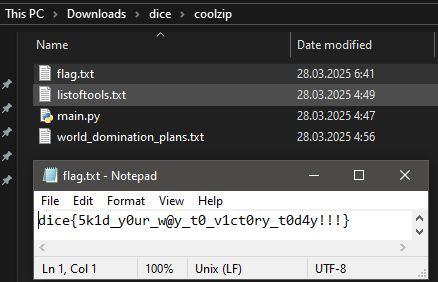 This PC > Downloads > dice > coolzip
Name Date modified
flag.txt 28.03.2025 6:41
listoftools.txt 28.03.2025 4:49
main.py 28.03.2025 4:47
world_domination_plans.txt 28.03.2025 4:56
flag.txt - Notepad
File Edit Format View Help
dice{5k1d_y0ur_w@y_t0_v1ct0ry_t0d4y!!!}
Ln 1, Col 1 100% Unix (LF) UTF-8